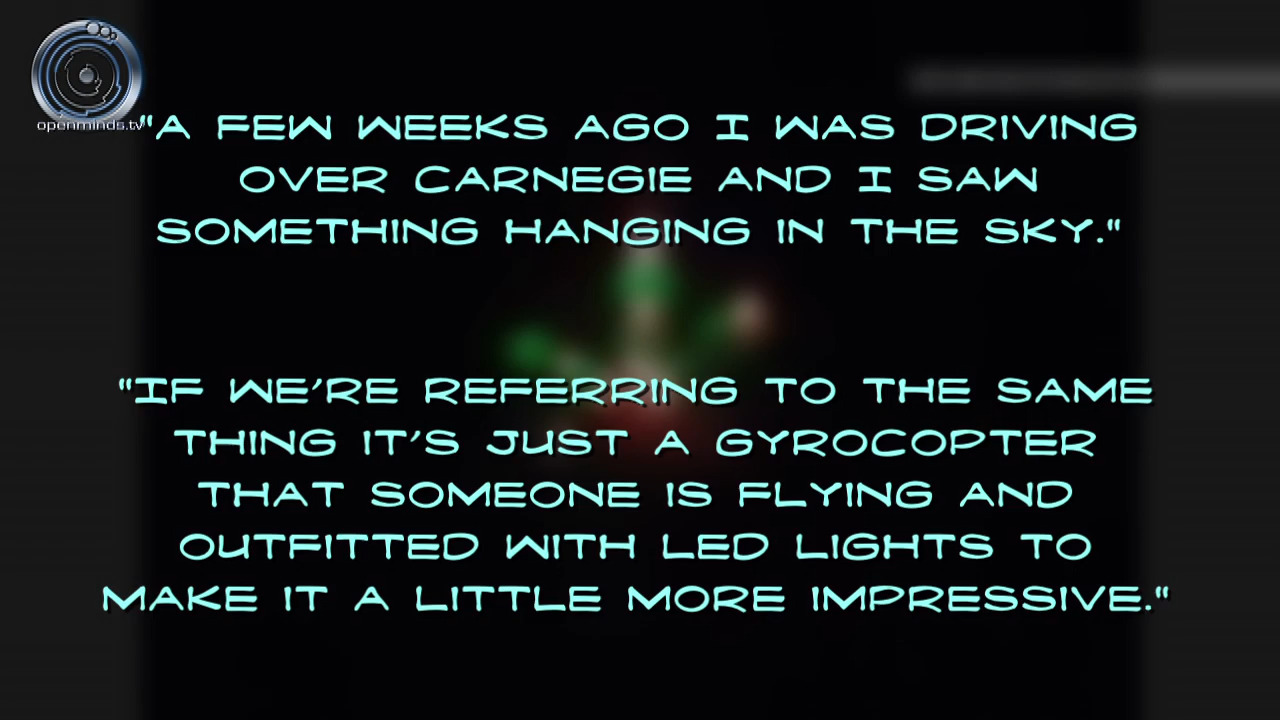 openminds.tv
"A FEW WEEKS AGO I WAS DRIVING
OVER CARNEGIE AND I SAW
SOMETHING HANGING IN THE SKY."
"IF WE'RE REFERRING TO THE SAME
THING IT'S JUST A GYROCOPTER
THAT SOMEONE IS FLYING AND
OUTFITTED WITH LED LIGHTS TO
MAKE IT A LITTLE MORE IMPRESSIVE."